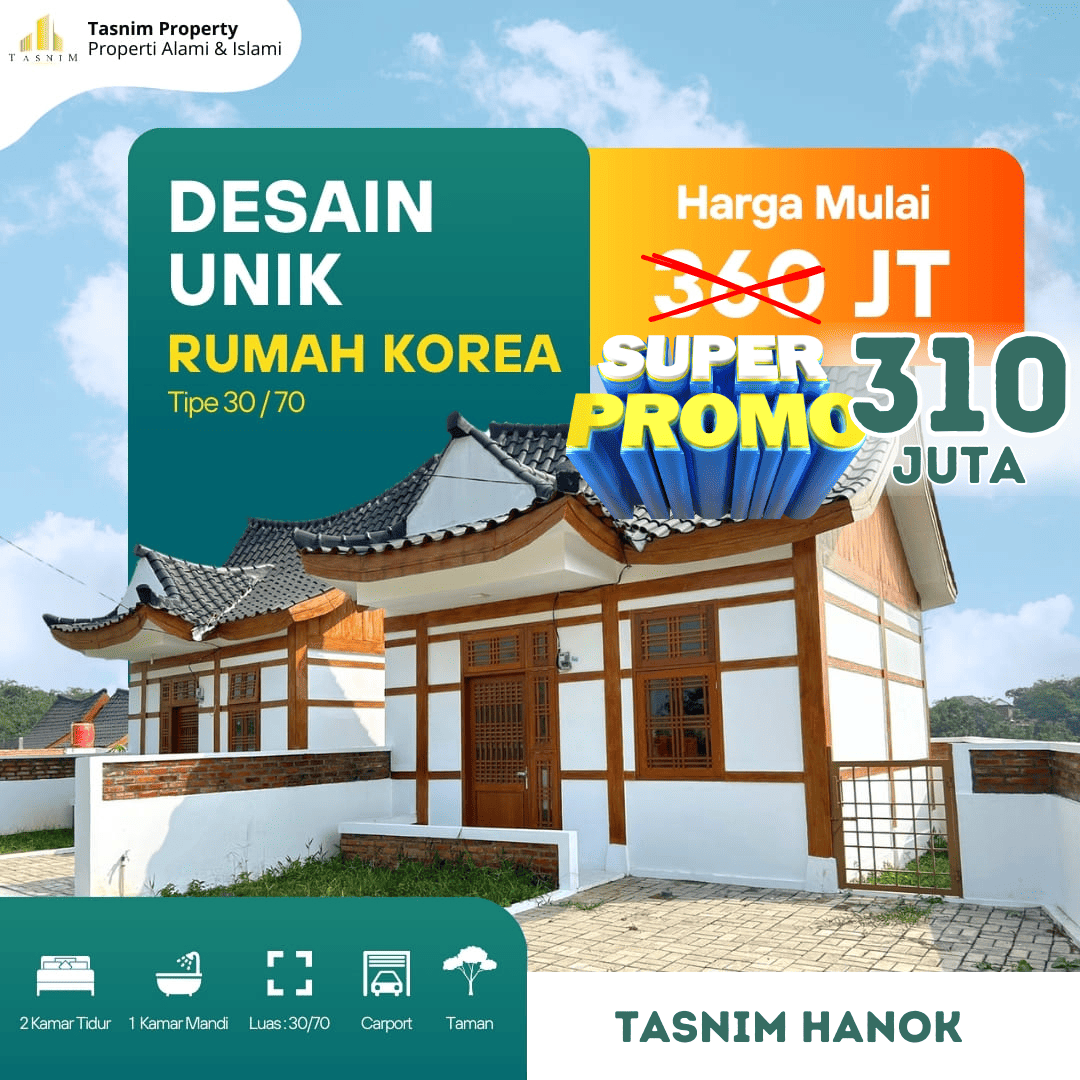 TASNIM
Tasnim Property
Properti Alami & Islami
DESAIN
UNIK
RUMAH KOREA
Tipe 30 / 70
Harga Mulai
360 JT
SUPER
PROMO
310
JUTA
2 Kamar Tidur
1 Kamar Mandi
Luas : 30/70
Carport
Taman
TASNIM HANOK